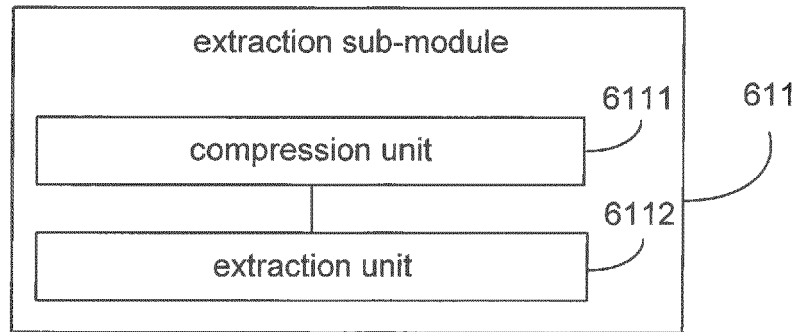 extraction sub-module
6111
611
compression unit
6112
extraction unit